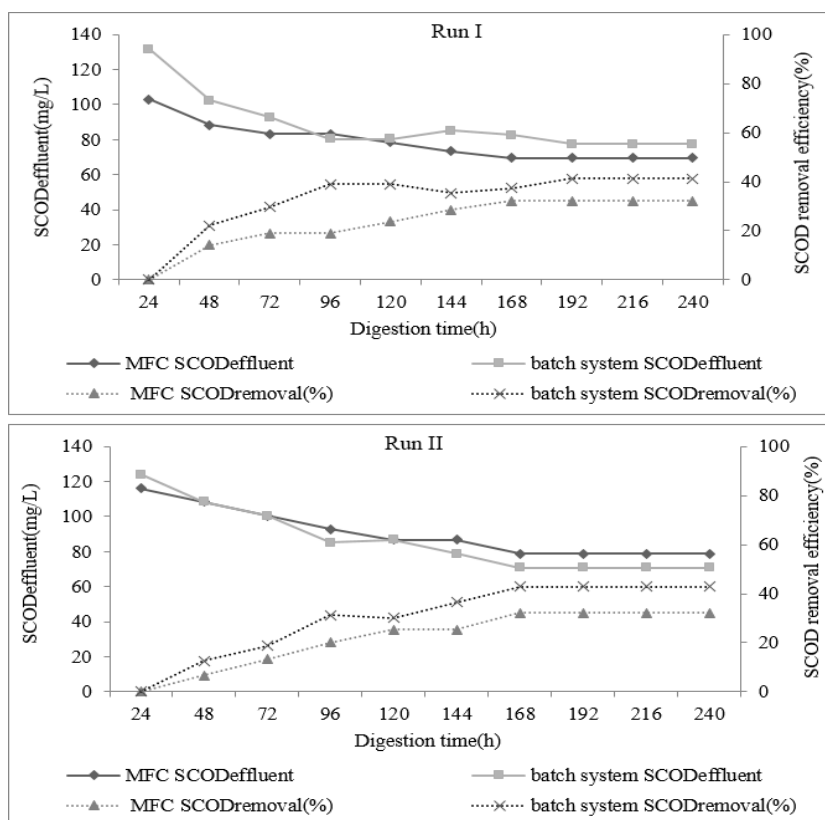 Run I
SCODeffluent(mg/L)
140
120
100
80
60
40
20
0
100
80
60
40
20
0
SCOD removal efficiency(%)
24 48 72 96 120 144 168 192 216 240
Digestion time(h)
MFC SCODeffluent
batch system SCODeffluent
MFC SCODremoval(%)
batch system SCODremoval(%)
Run II
SCODeffluent(mg/L)
140
120
100
80
60
40
20
0
100
80
60
40
20
0
SCOD removal efficiency(%)
24 48 72 96 120 144 168 192 216 240
Digestion time(h)
MFC SCODeffluent
batch system SCODeffluent
MFC SCODremoval(%)
batch system SCODremoval(%)